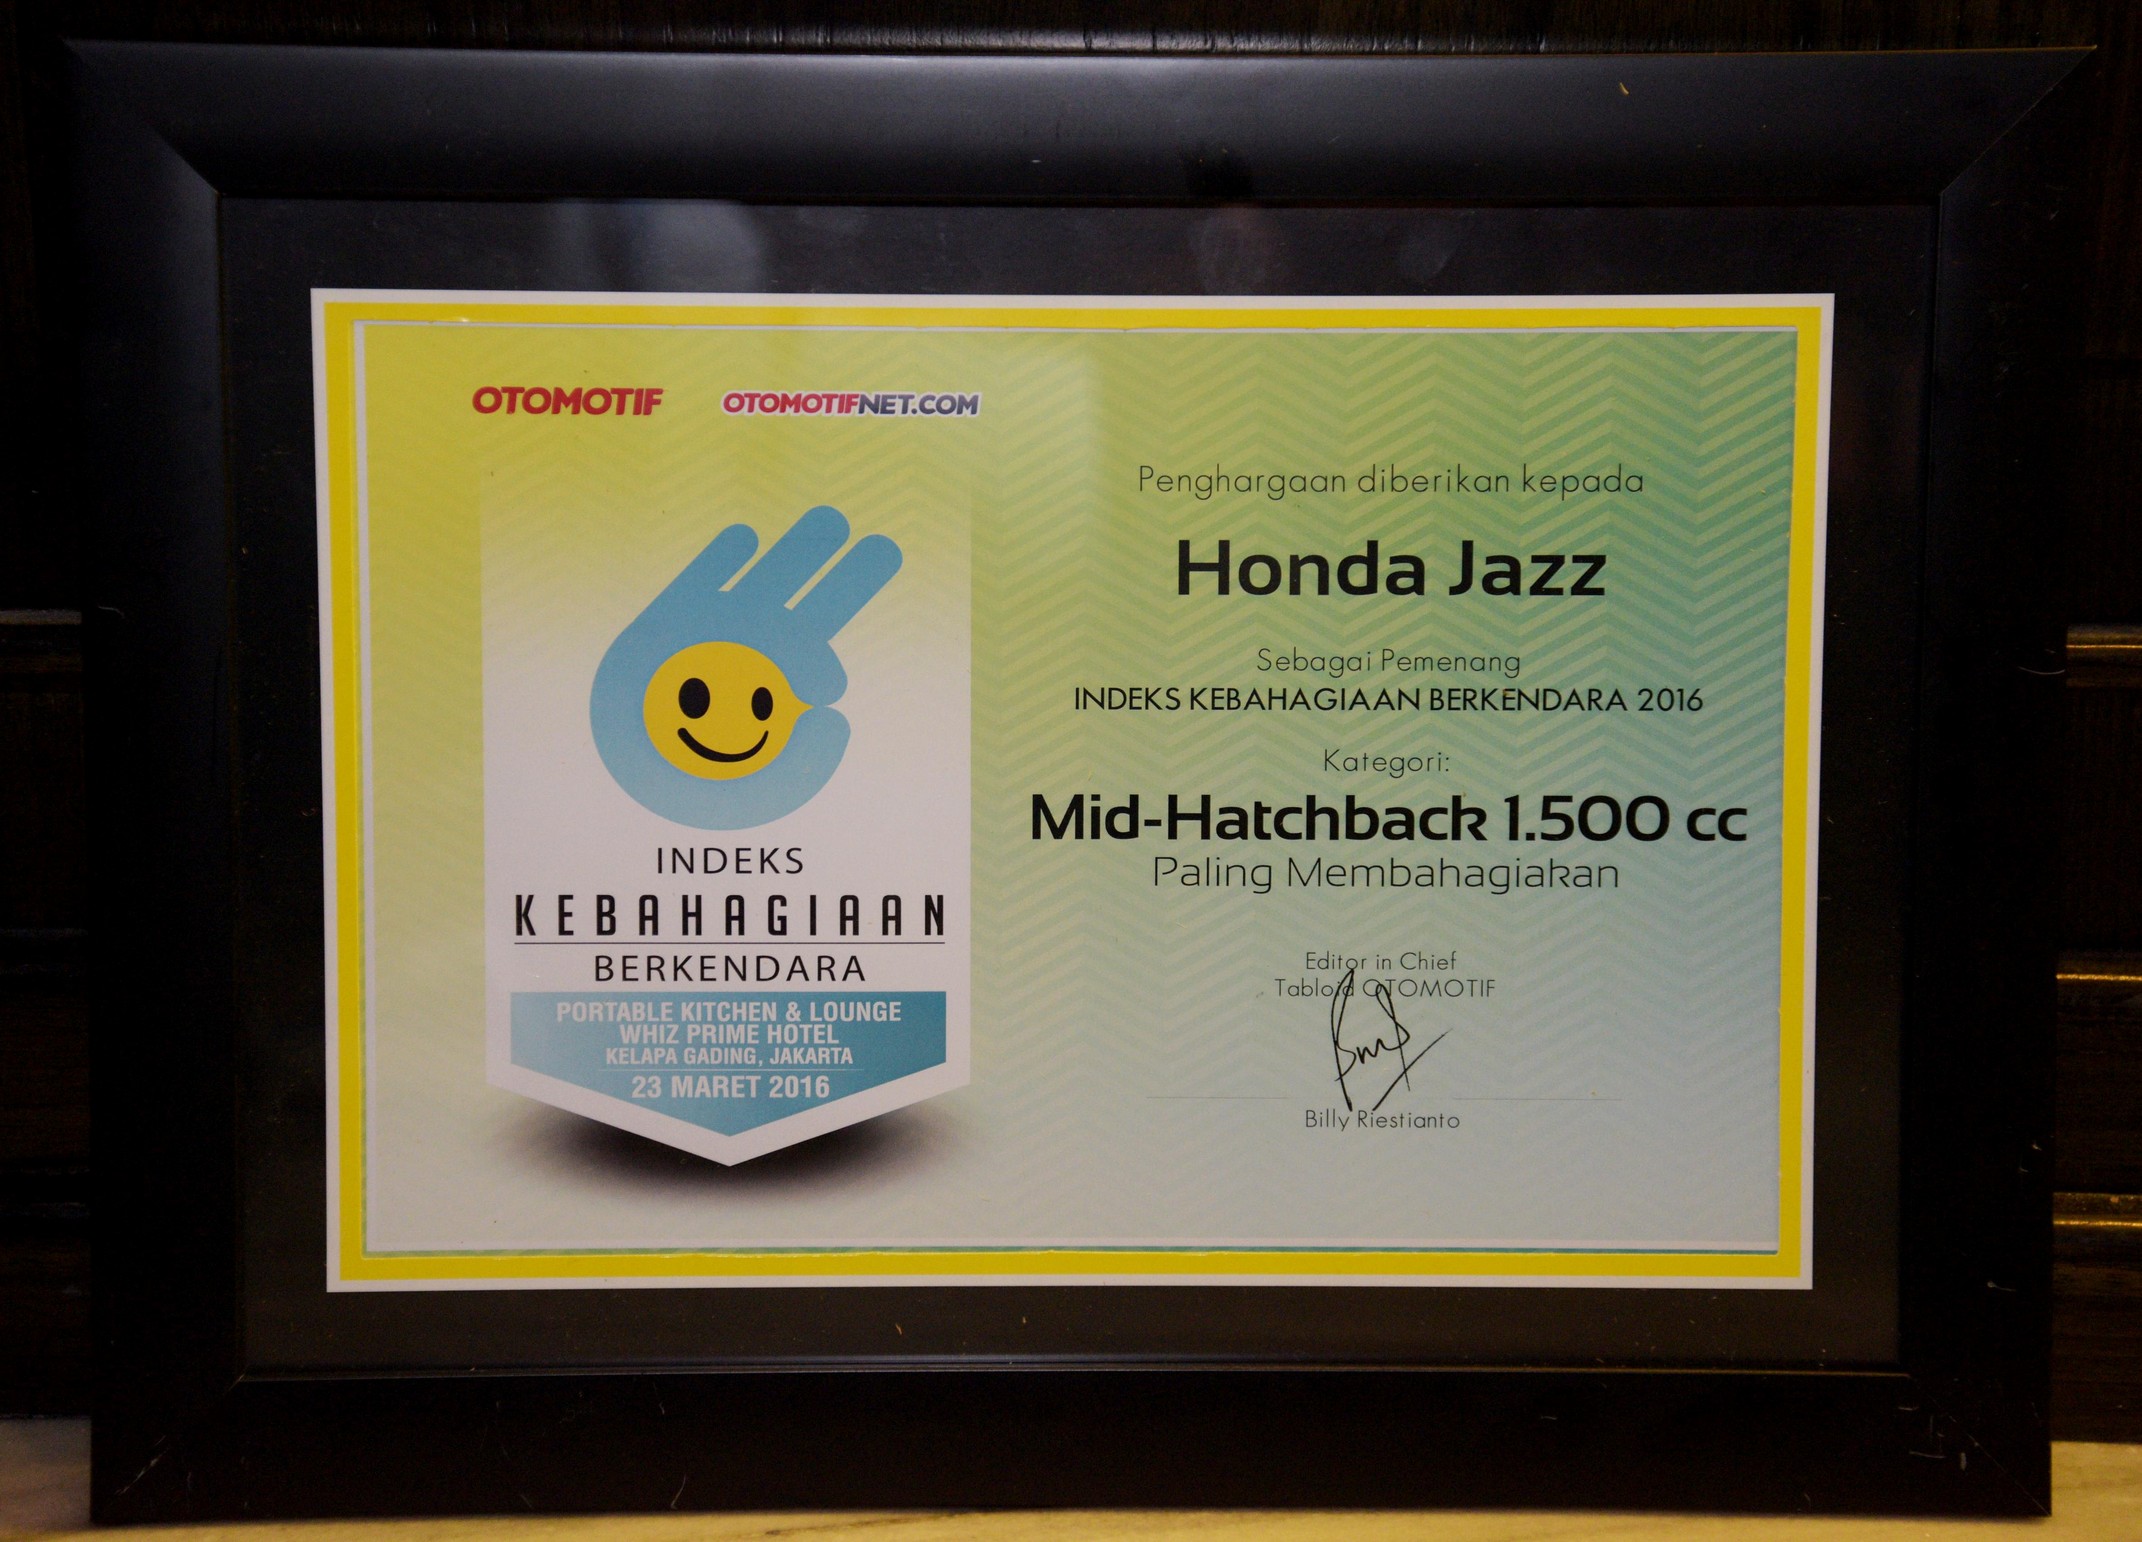 OTOMOTIF OTOMOTIFNET.COM
INDEKS
KEBAHAGIAAN
BERKENDARA
PORTABLE KITCHEN & LOUNGE
WHIZ PRIME HOTEL
KELAPA GADING, JAKARTA
23 MARET 2016
Penghargaan diberikan kepada
Honda Jazz
Sebagai Pemenang
INDEKS KEBAHAGIAAN BERKENDARA 2016
Kategori:
Mid-Hatchback 1.500 cc
Paling Membahagiakan
Editor in Chief
Tabloid OTOMOTIF
Billy Riestianto